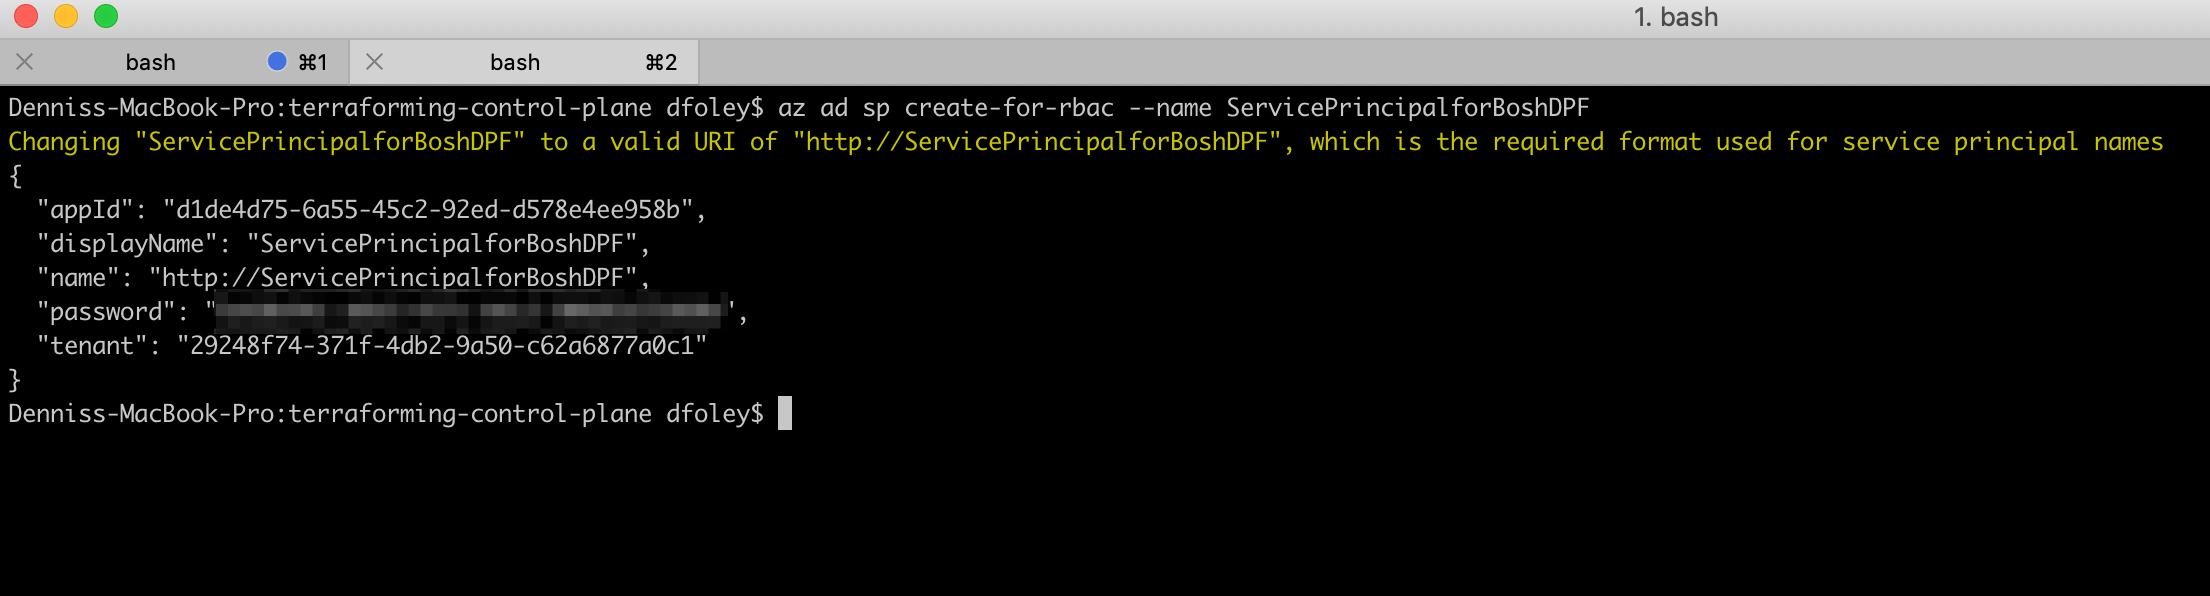 1. bash
bash ⌘1 bash ⌘2
Denniss-MacBook-Pro:terraforming-control-plane dfoley$ az ad sp create-for-rbac --name ServicePrincipalforBoshDPF
Changing "ServicePrincipalforBoshDPF" to a valid URI of "http://ServicePrincipalforBoshDPF", which is the required format used for service principal names
{
  "appId": "d1de4d75-6a55-45c2-92ed-d578e4ee958b",
  "displayName": "ServicePrincipalforBoshDPF",
  "name": "http://ServicePrincipalforBoshDPF",
  "password": "',
  "tenant": "29248f74-371f-4db2-9a50-c62a6877a0c1"
}
Denniss-MacBook-Pro:terraforming-control-plane dfoley$